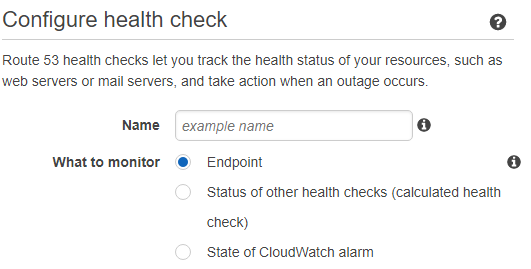 Configure health check
Route 53 health checks let you track the health status of your resources, such as
web servers or mail servers, and take action when an outage occurs.
Name example name
What to monitor Endpoint
Status of other health checks (calculated health
check)
State of CloudWatch alarm